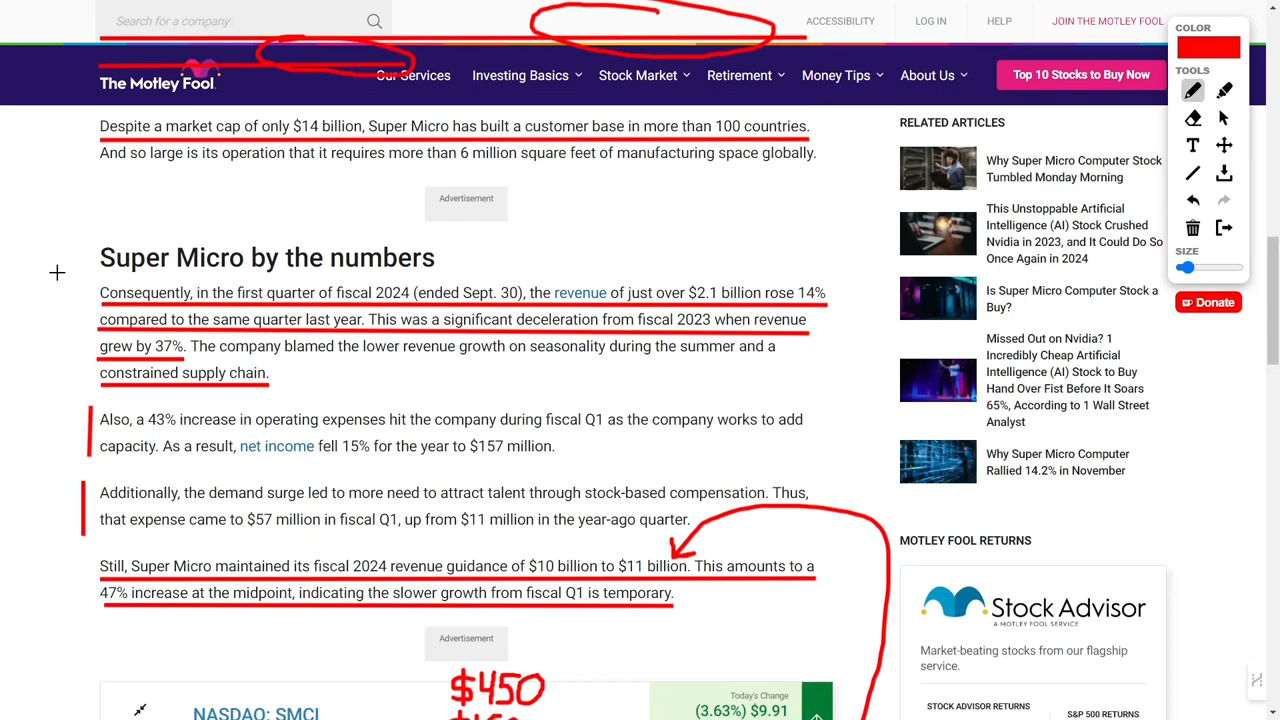 Search for a company
ACCESSIBILITY LOG IN HELP JOIN THE MOTLEY FOOL
The Motley Fool
Our Services Investing Basics Stock Market Retirement Money Tips About Us Top 10 Stocks to Buy Now
Despite a market cap of only $14 billion, Super Micro has built a customer base in more than 100 countries.
And so large is its operation that it requires more than 6 million square feet of manufacturing space globally.
Advertisement
Super Micro by the numbers
Consequently, in the first quarter of fiscal 2024 (ended Sept. 30), the revenue of just over $2.1 billion rose 14%
compared to the same quarter last year. This was a significant deceleration from fiscal 2023 when revenue
grew by 37%. The company blamed the lower revenue growth on seasonality during the summer and a
constrained supply chain.
Also, a 43% increase in operating expenses hit the company during fiscal Q1 as the company works to add
capacity. As a result, net income fell 15% for the year to $157 million.
Additionally, the demand surge led to more need to attract talent through stock-based compensation. Thus,
that expense came to $57 million in fiscal Q1, up from $11 million in the year-ago quarter.
Still, Super Micro maintained its fiscal 2024 revenue guidance of $10 billion to $11 billion. This amounts to a
47% increase at the midpoint, indicating the slower growth from fiscal Q1 is temporary.
Advertisement
$450
NASDAQ: SMCI
Today's Change
(3.63%) $9.91
RELATED ARTICLES
Why Super Micro Computer Stock
Tumbled Monday Morning
This Unstoppable Artificial
Intelligence (AI) Stock Crushed
Nvidia in 2023, and It Could Do So
Once Again in 2024
Is Super Micro Computer Stock a
Buy?
Missed Out on Nvidia? 1
Incredibly Cheap Artificial
Intelligence (AI) Stock to Buy
Hand Over Fist Before It Soars
65%, According to 1 Wall Street
Analyst
Why Super Micro Computer
Rallied 14.2% in November
MOTLEY FOOL RETURNS
Stock Advisor
A MOTLEY FOOL SERVICE
Market-beating stocks from our flagship
service.
STOCK ADVISOR RETURNS S&P 500 RETURNS
COLOR
TOOLS
T
SIZE
Donate